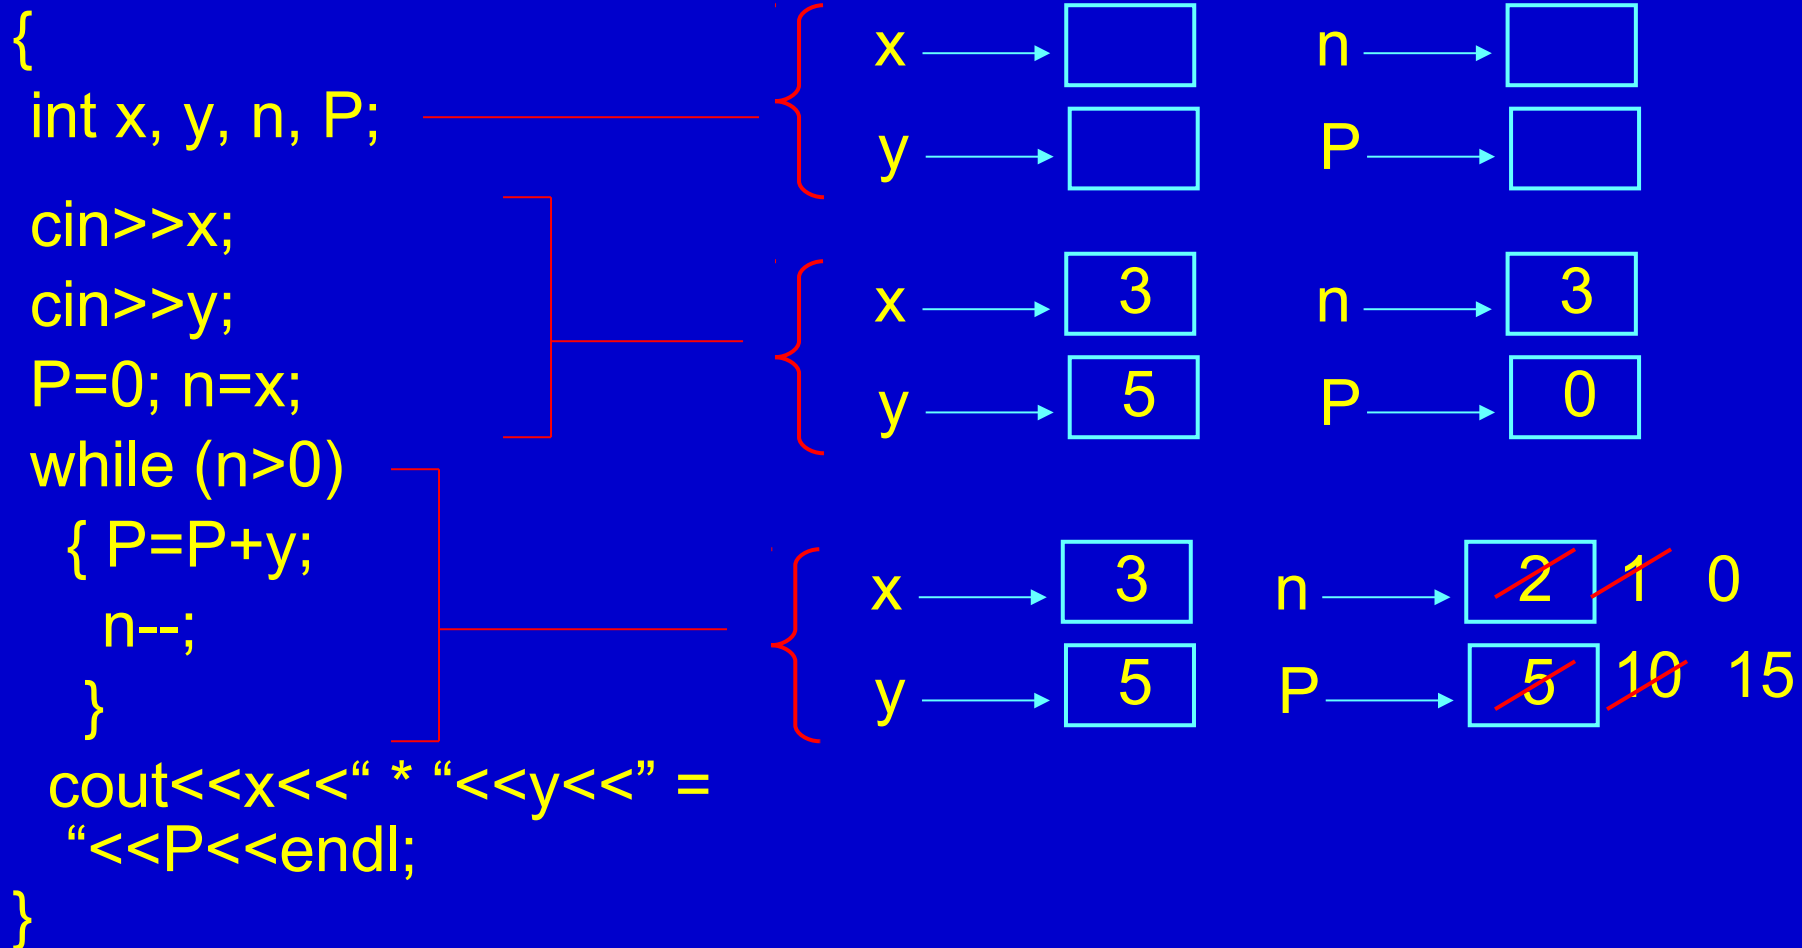 {
int x, y, n, P;
cin>>x;
cin>>y;
P=0; n=x;
while (n>0)
{ P=P+y;
n--;
}
cout<<x<<“ * “<<y<<” =
“<<P<<endl;
}
x n
y P
x 3 n 3
y 5 P 0
x 3 n 2 1 0
y 5 P 5 10 15